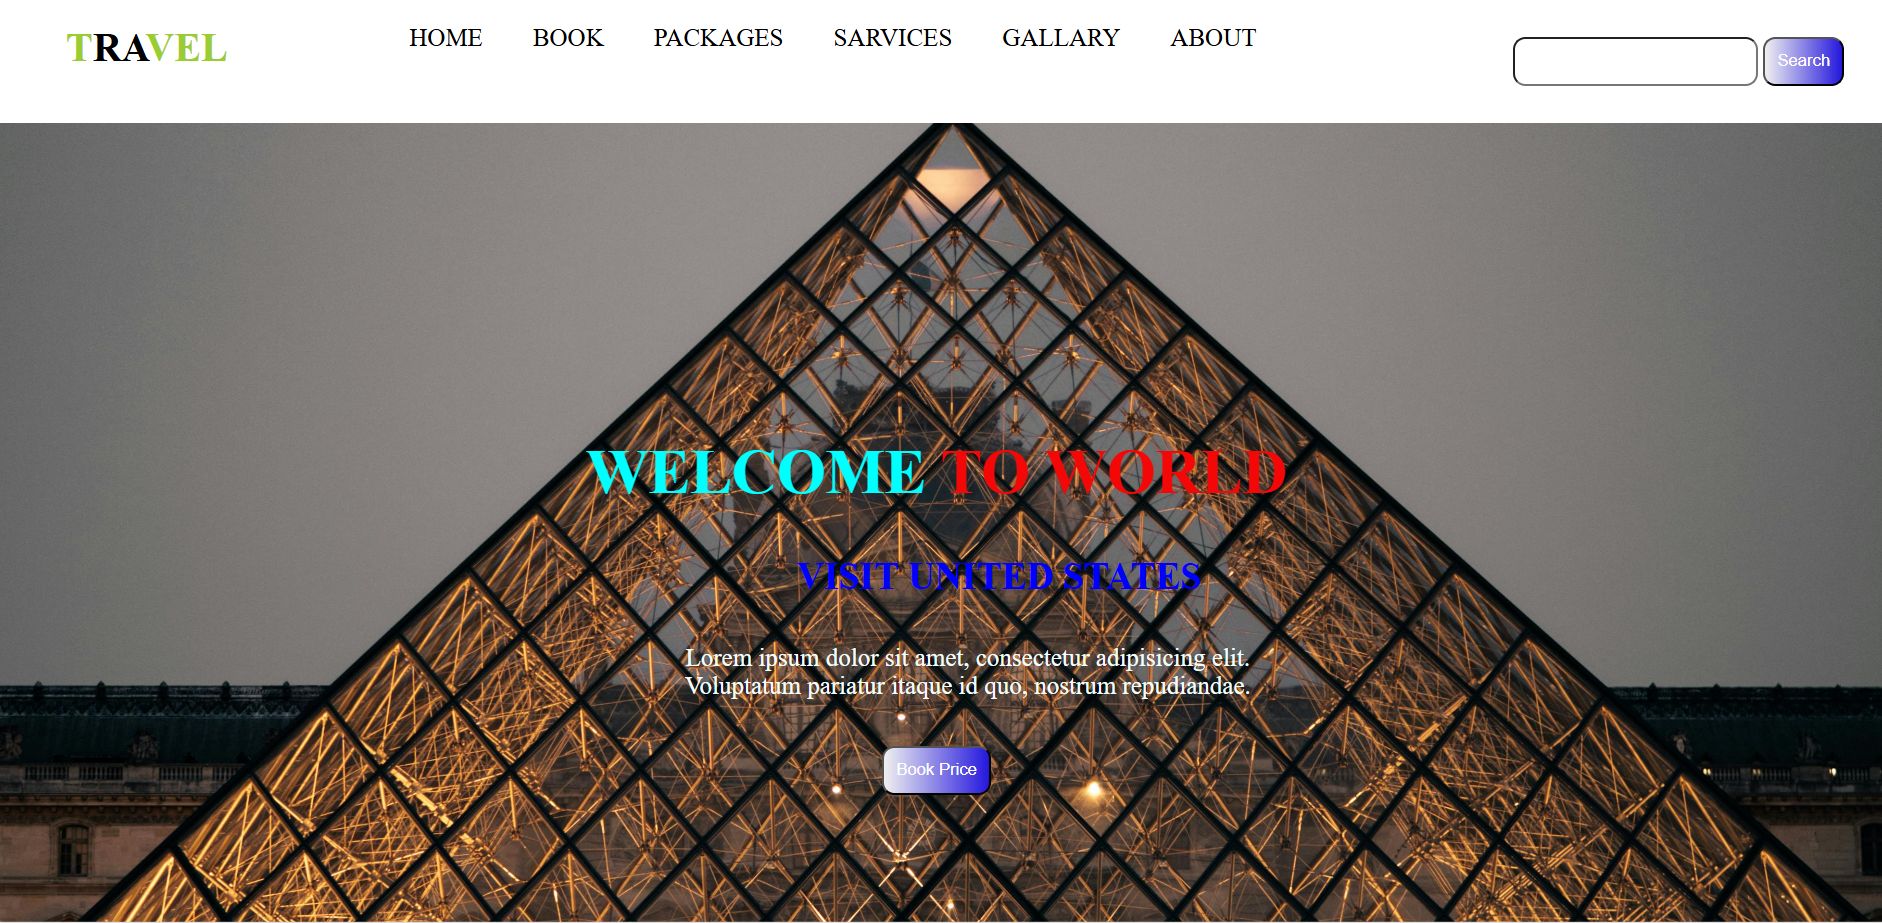 TRAVEL
HOME BOOK PACKAGES SARVICES GALLARY ABOUT
Search
WELCOME TO WORLD
VISIT UNITED STATES
Lorem ipsum dolor sit amet, consectetur adipisicing elit.
Voluptatum pariatur itaque id quo, nostrum repudiandae.
Book Price